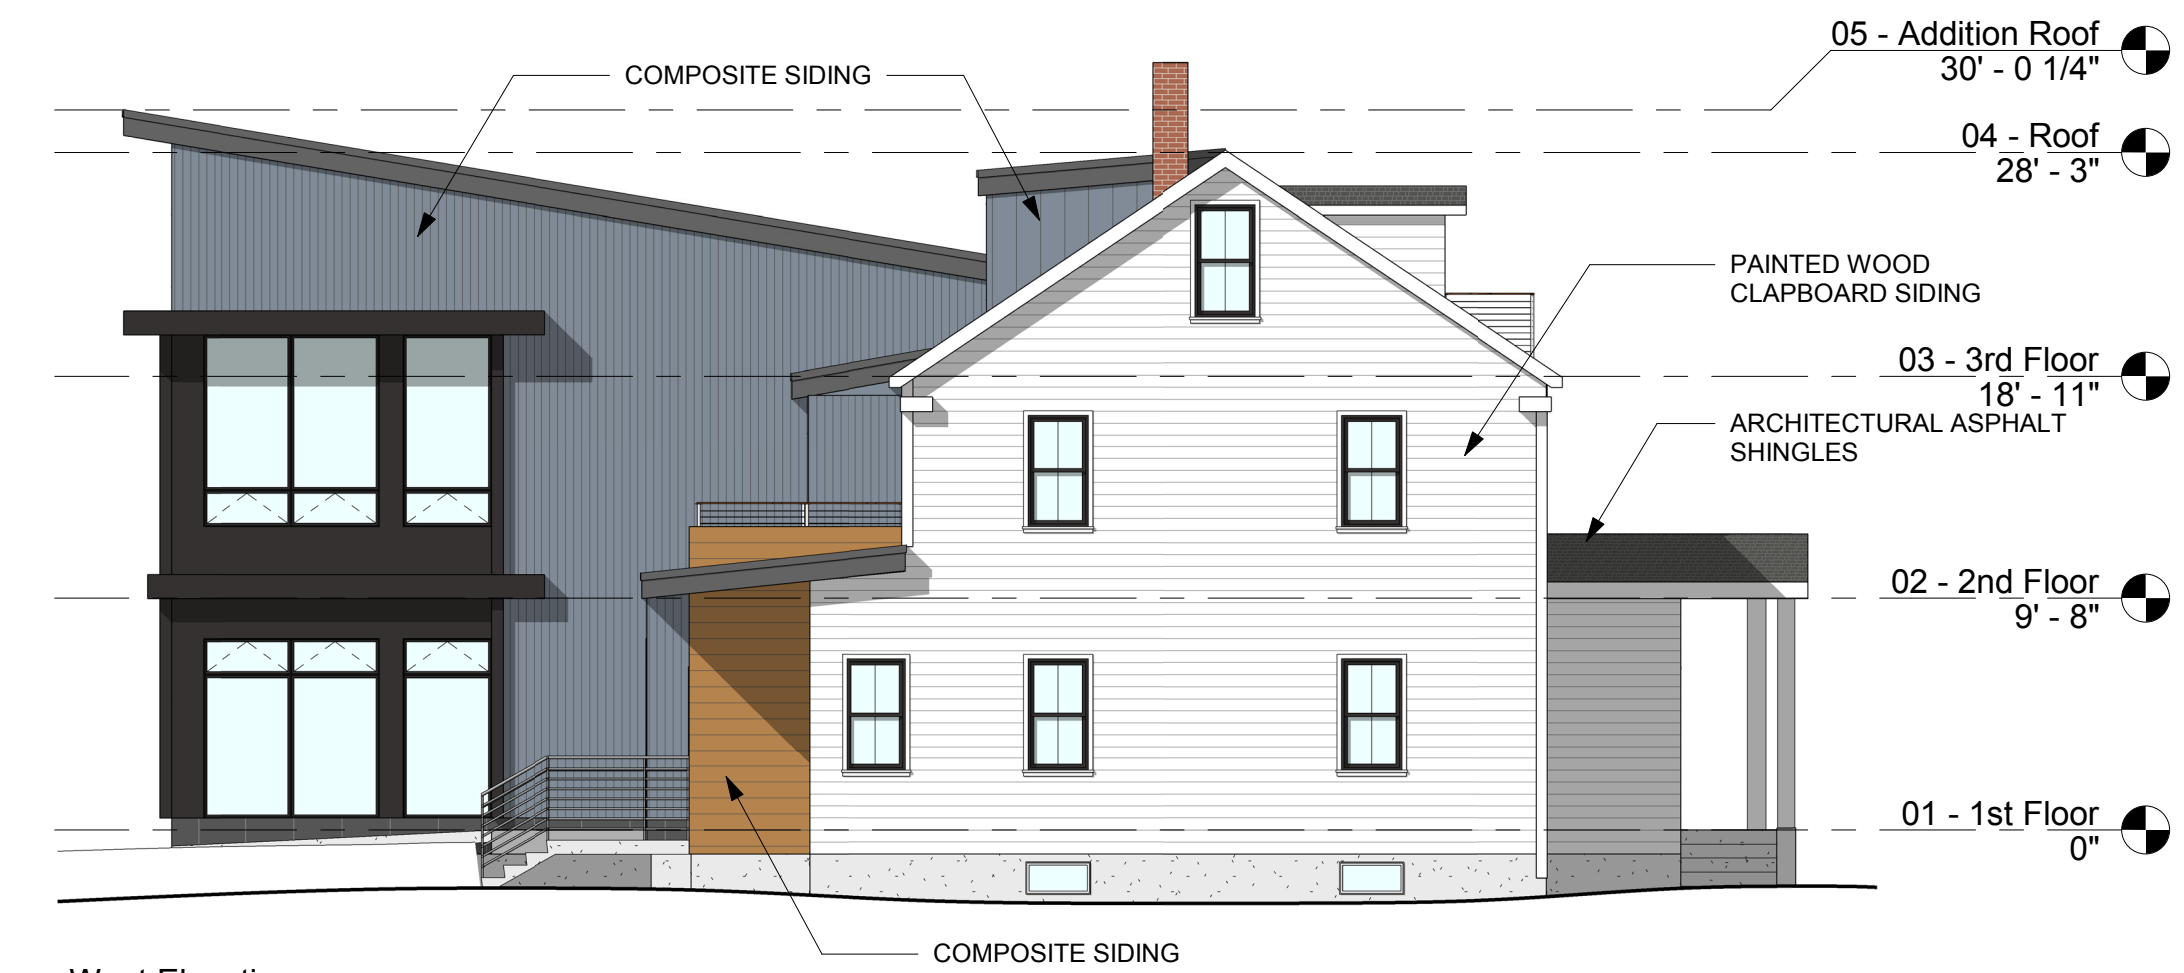 05 - Addition Roof
30' - 0 1/4"
COMPOSITE SIDING
04 - Roof
28' - 3"
PAINTED WOOD
CLAPBOARD SIDING
03 - 3rd Floor
18' - 11"
ARCHITECTURAL ASPHALT
SHINGLES
02 - 2nd Floor
9' - 8"
01 - 1st Floor
0"
COMPOSITE SIDING